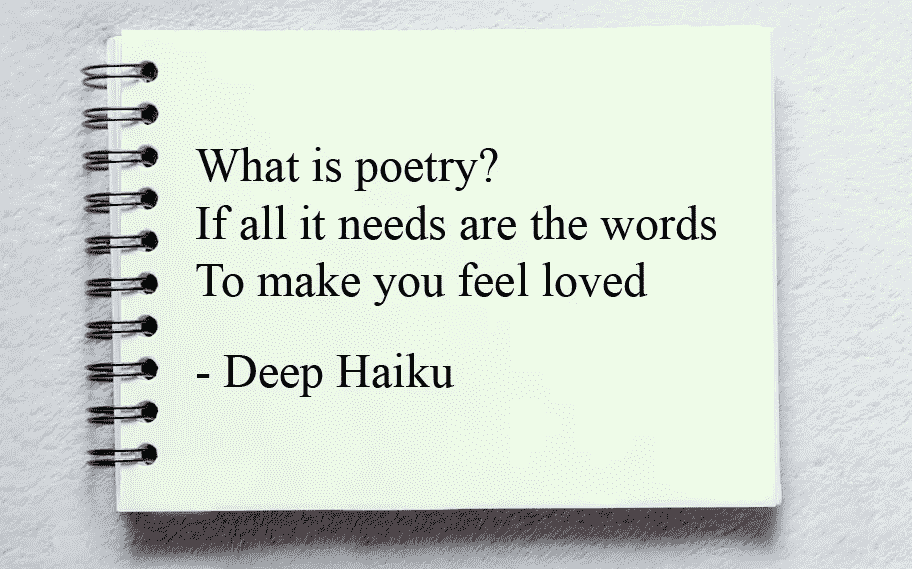 What is poetry?
If all it needs are the words
To make you feel loved
- Deep Haiku